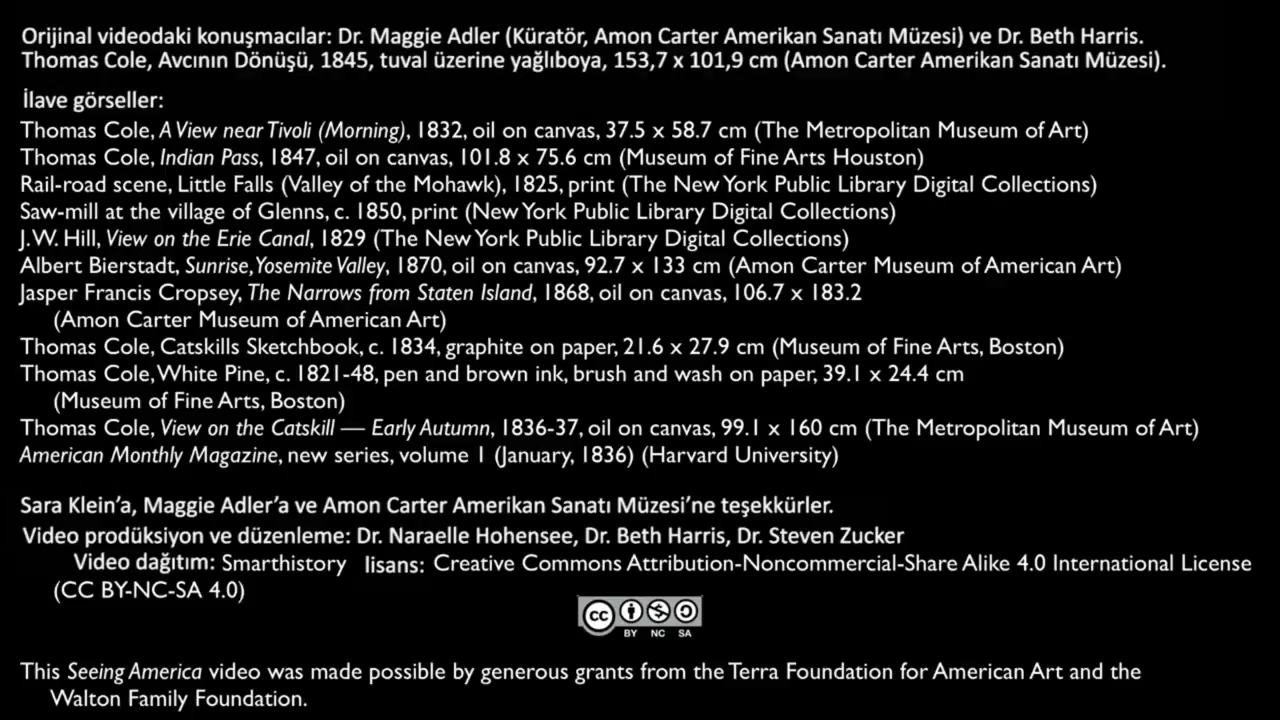 Orijinal videodaki konuşmacılar: Dr. Maggie Adler (Küratör, Amon Carter Amerikan Sanatı Müzesi) ve Dr. Beth Harris.
Thomas Cole, Avcının Dönüşü, 1845, tuval üzerine yağlıboya, 153,7 x 101,9 cm (Amon Carter Amerikan Sanatı Müzesi).
İlave görseller:
Thomas Cole, A View near Tivoli (Morning), 1832, oil on canvas, 37.5 x 58.7 cm (The Metropolitan Museum of Art)
Thomas Cole, Indian Pass, 1847, oil on canvas, 101.8 x 75.6 cm (Museum of Fine Arts Houston)
Rail-road scene, Little Falls (Valley of the Mohawk), 1825, print (The New York Public Library Digital Collections)
Saw-mill at the village of Glenns, c. 1850, print (New York Public Library Digital Collections)
J.W. Hill, View on the Erie Canal, 1829 (The New York Public Library Digital Collections)
Albert Bierstadt, Sunrise, Yosemite Valley, 1870, oil on canvas, 92.7 x 133 cm (Amon Carter Museum of American Art)
Jasper Francis Cropsey, The Narrows from Staten Island, 1868, oil on canvas, 106.7 x 183.2
(Amon Carter Museum of American Art)
Thomas Cole, Catskills Sketchbook, c. 1834, graphite on paper, 21.6 x 27.9 cm (Museum of Fine Arts, Boston)
Thomas Cole, White Pine, c. 1821-48, pen and brown ink, brush and wash on paper, 39.1 x 24.4 cm
(Museum of Fine Arts, Boston)
Thomas Cole, View on the Catskill — Early Autumn, 1836-37, oil on canvas, 99.1 x 160 cm (The Metropolitan Museum of Art)
American Monthly Magazine, new series, volume 1 (January, 1836) (Harvard University)
Sara Klein'a, Maggie Adler'a ve Amon Carter Amerikan Sanatı Müzesi'ne teşekkürler.
Video prodüksiyon ve düzenleme: Dr. Naraelle Hohensee, Dr. Beth Harris, Dr. Steven Zucker
Video dağıtım: Smarthistory lisans: Creative Commons Attribution-Noncommercial-Share Alike 4.0 International License
(CC BY-NC-SA 4.0)
cc
BY NC SA
This Seeing America video was made possible by generous grants from the Terra Foundation for American Art and the
Walton Family Foundation.